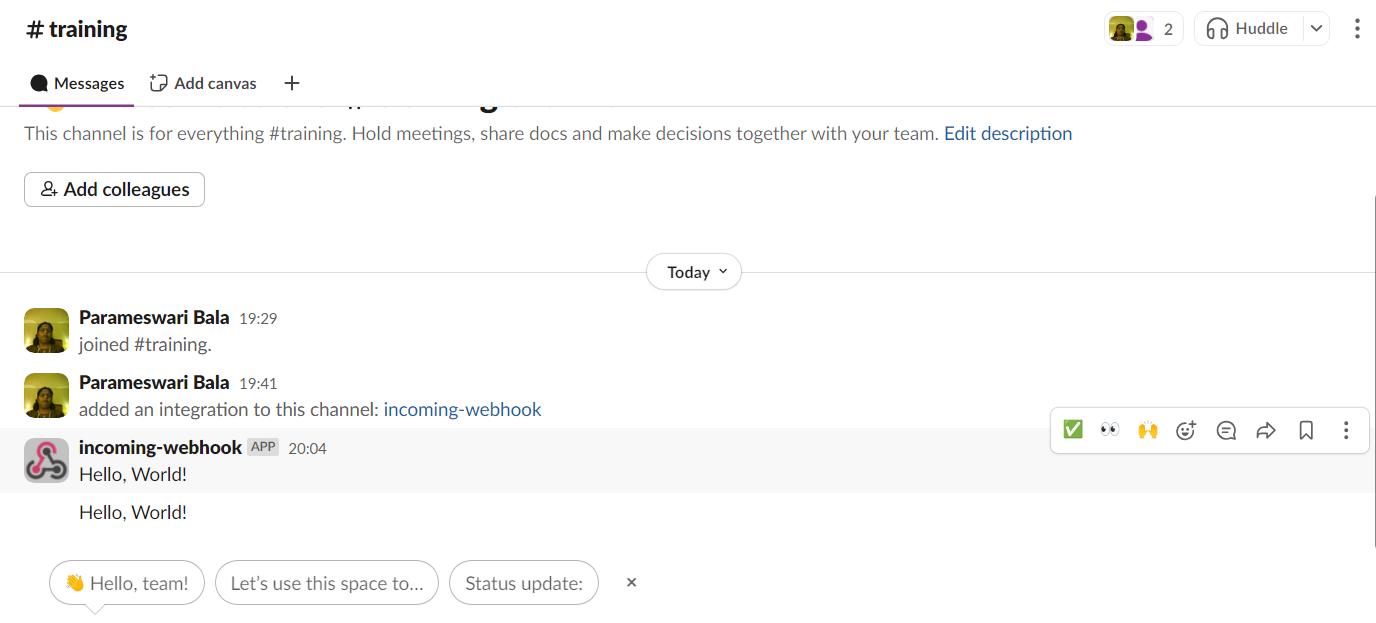 # training
2
Huddle
Messages
Add canvas
This channel is for everything #training. Hold meetings, share docs and make decisions together with your team. Edit description
Add colleagues
Today
Parameswari Bala 19:29
joined #training.
Parameswari Bala 19:41
added an integration to this channel: incoming-webhook
incoming-webhook APP 20:04
Hello, World!
Hello, World!
Hello, team!
Let's use this space to...
Status update: